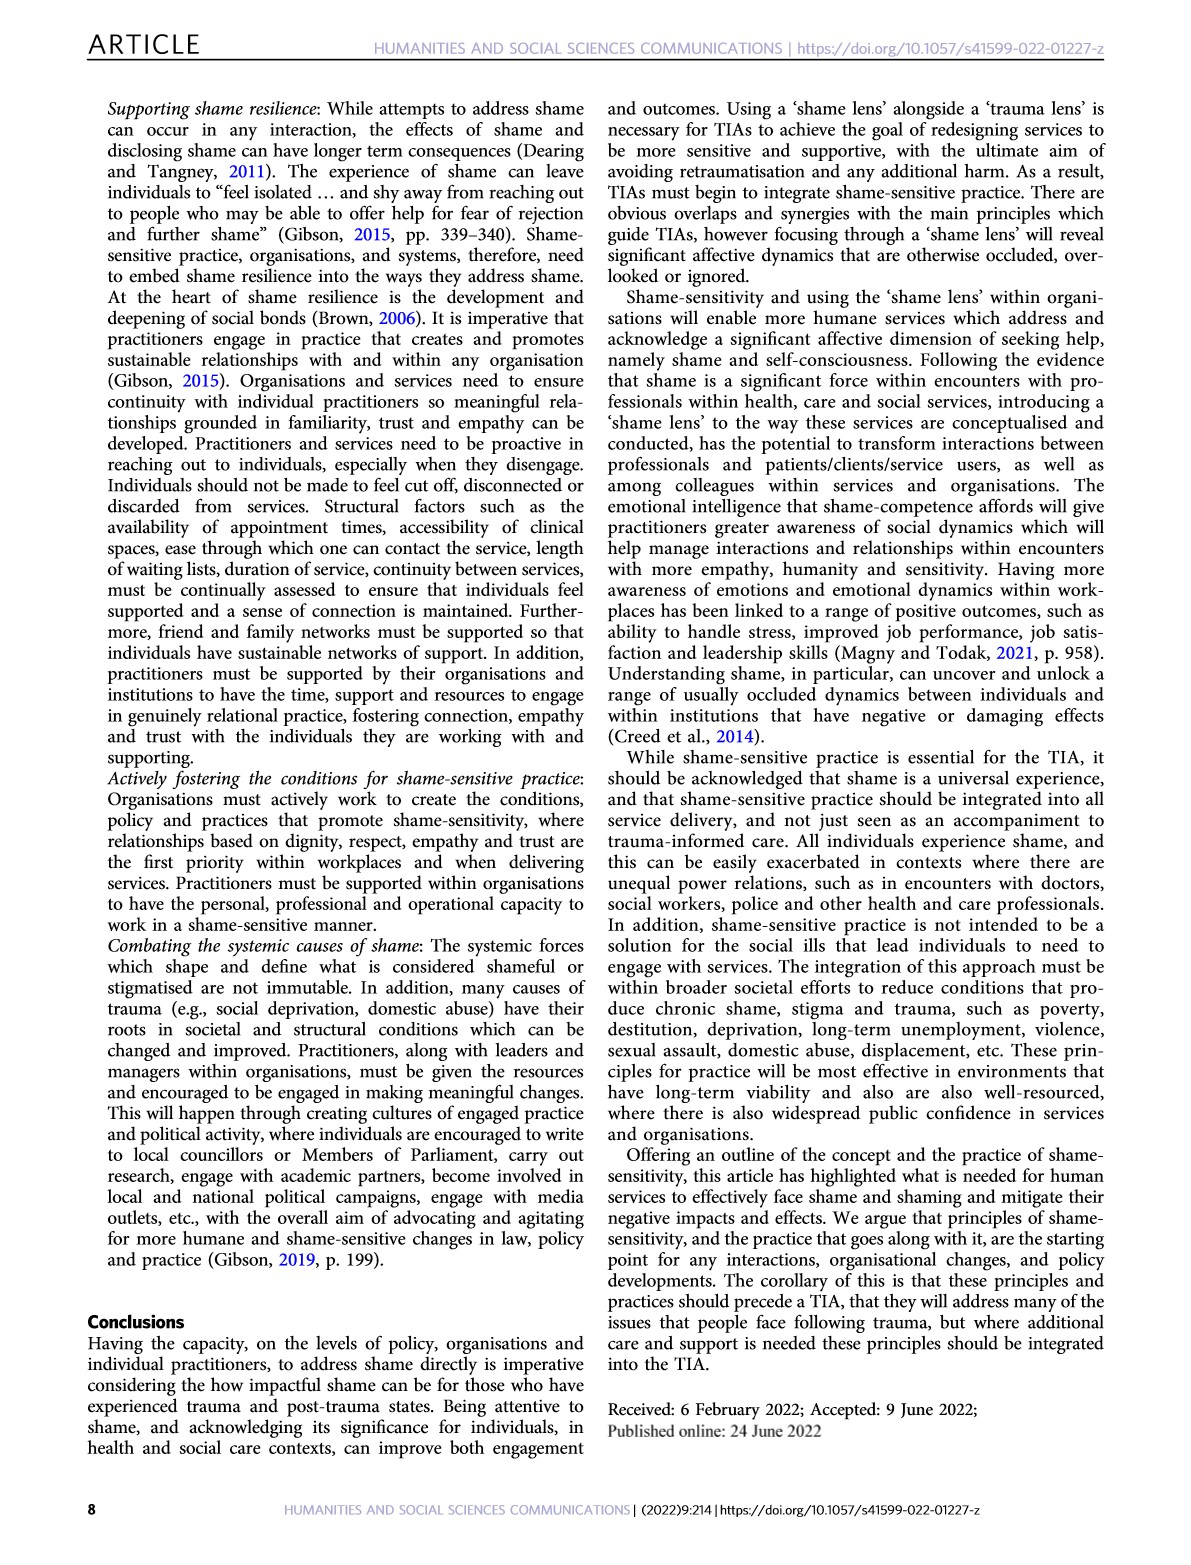 ARTICLE
HUMANITIES AND SOCIAL SCIENCES COMMUNICATIONS | https://doi.org/10.1057/s41599-022-01227-z
Supporting shame resilience: While attempts to address shame
can occur in any interaction, the effects of shame and
disclosing shame can have longer term consequences (Dearing
and Tangney, 2011). The experience of shame can leave
individuals to “feel isolated … and shy away from reaching out
to people who may be able to offer help for fear of rejection
and further shame” (Gibson, 2015, pp. 339–340). Shame-
sensitive practice, organisations, and systems, therefore, need
to embed shame resilience into the ways they address shame.
At the heart of shame resilience is the development and
deepening of social bonds (Brown, 2006). It is imperative that
practitioners engage in practice that creates and promotes
sustainable relationships with and within any organisation
(Gibson, 2015). Organisations and services need to ensure
continuity with individual practitioners so meaningful rela-
tionships grounded in familiarity, trust and empathy can be
developed. Practitioners and services need to be proactive in
reaching out to individuals, especially when they disengage.
Individuals should not be made to feel cut off, disconnected or
discarded from services. Structural factors such as the
availability of appointment times, accessibility of clinical
spaces, ease through which one can contact the service, length
of waiting lists, duration of service, continuity between services,
must be continually assessed to ensure that individuals feel
supported and a sense of connection is maintained. Further-
more, friend and family networks must be supported so that
individuals have sustainable networks of support. In addition,
practitioners must be supported by their organisations and
institutions to have the time, support and resources to engage
in genuinely relational practice, fostering connection, empathy
and trust with the individuals they are working with and
supporting.
Actively fostering the conditions for shame-sensitive practice:
Organisations must actively work to create the conditions,
policy and practices that promote shame-sensitivity, where
relationships based on dignity, respect, empathy and trust are
the first priority within workplaces and when delivering
services. Practitioners must be supported within organisations
to have the personal, professional and operational capacity to
work in a shame-sensitive manner.
Combating the systemic causes of shame: The systemic forces
which shape and define what is considered shameful or
stigmatised are not immutable. In addition, many causes of
trauma (e.g., social deprivation, domestic abuse) have their
roots in societal and structural conditions which can be
changed and improved. Practitioners, along with leaders and
managers within organisations, must be given the resources
and encouraged to be engaged in making meaningful changes.
This will happen through creating cultures of engaged practice
and political activity, where individuals are encouraged to write
to local councillors or Members of Parliament, carry out
research, engage with academic partners, become involved in
local and national political campaigns, engage with media
outlets, etc., with the overall aim of advocating and agitating
for more humane and shame-sensitive changes in law, policy
and practice (Gibson, 2019, p. 199).
Conclusions
Having the capacity, on the levels of policy, organisations and
individual practitioners, to address shame directly is imperative
considering the how impactful shame can be for those who have
experienced trauma and post-trauma states. Being attentive to
shame, and acknowledging its significance for individuals, in
health and social care contexts, can improve both engagement
and outcomes. Using a ‘shame lens’ alongside a ‘trauma lens’ is
necessary for TIAs to achieve the goal of redesigning services to
be more sensitive and supportive, with the ultimate aim of
avoiding retraumatisation and any additional harm. As a result,
TIAs must begin to integrate shame-sensitive practice. There are
obvious overlaps and synergies with the main principles which
guide TIAs, however focusing through a ‘shame lens’ will reveal
significant affective dynamics that are otherwise occluded, over-
looked or ignored.
Shame-sensitivity and using the ‘shame lens’ within organi-
sations will enable more humane services which address and
acknowledge a significant affective dimension of seeking help,
namely shame and self-consciousness. Following the evidence
that shame is a significant force within encounters with pro-
fessionals within health, care and social services, introducing a
‘shame lens’ to the way these services are conceptualised and
conducted, has the potential to transform interactions between
professionals and patients/clients/service users, as well as
among colleagues within services and organisations. The
emotional intelligence that shame-competence affords will give
practitioners greater awareness of social dynamics which will
help manage interactions and relationships within encounters
with more empathy, humanity and sensitivity. Having more
awareness of emotions and emotional dynamics within work-
places has been linked to a range of positive outcomes, such as
ability to handle stress, improved job performance, job satis-
faction and leadership skills (Magny and Todak, 2021, p. 958).
Understanding shame, in particular, can uncover and unlock a
range of usually occluded dynamics between individuals and
within institutions that have negative or damaging effects
(Creed et al., 2014).
While shame-sensitive practice is essential for the TIA, it
should be acknowledged that shame is a universal experience,
and that shame-sensitive practice should be integrated into all
service delivery, and not just seen as an accompaniment to
trauma-informed care. All individuals experience shame, and
this can be easily exacerbated in contexts where there are
unequal power relations, such as in encounters with doctors,
social workers, police and other health and care professionals.
In addition, shame-sensitive practice is not intended to be a
solution for the social ills that lead individuals to need to
engage with services. The integration of this approach must be
within broader societal efforts to reduce conditions that pro-
duce chronic shame, stigma and trauma, such as poverty,
destitution, deprivation, long-term unemployment, violence,
sexual assault, domestic abuse, displacement, etc. These prin-
ciples for practice will be most effective in environments that
have long-term viability and also are also well-resourced,
where there is also widespread public confidence in services
and organisations.
Offering an outline of the concept and the practice of shame-
sensitivity, this article has highlighted what is needed for human
services to effectively face shame and shaming and mitigate their
negative impacts and effects. We argue that principles of shame-
sensitivity, and the practice that goes along with it, are the starting
point for any interactions, organisational changes, and policy
developments. The corollary of this is that these principles and
practices should precede a TIA, that they will address many of the
issues that people face following trauma, but where additional
care and support is needed these principles should be integrated
into the TIA.
Received: 6 February 2022; Accepted: 9 June 2022;
Published online: 24 June 2022
8
HUMANITIES AND SOCIAL SCIENCES COMMUNICATIONS | (2022)9:214 | https://doi.org/10.1057/s41599-022-01227-z